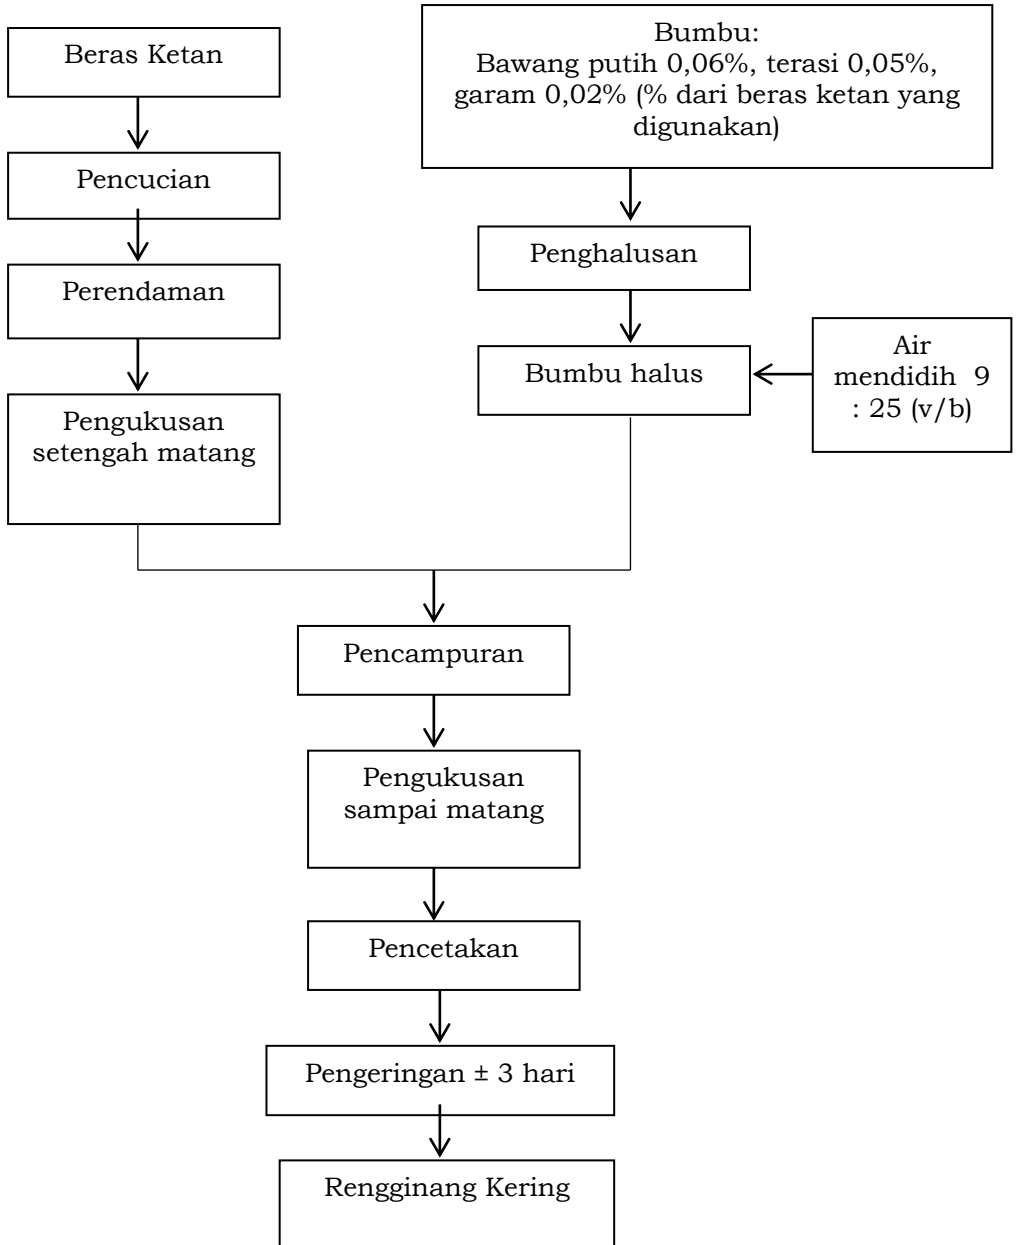 Beras Ketan
Pencucian
Perendaman
Pengukusan
setengah matang
Bumbu:
Bawang putih 0,06%, terasi 0,05%,
garam 0,02% (% dari beras ketan yang
digunakan)
Penghalusan
Bumbu halus
Air
mendidih 9
: 25 (v/b)
Pencampuran
Pengukusan
sampai matang
Pencetakan
Pengeringan ± 3 hari
Rengginang Kering